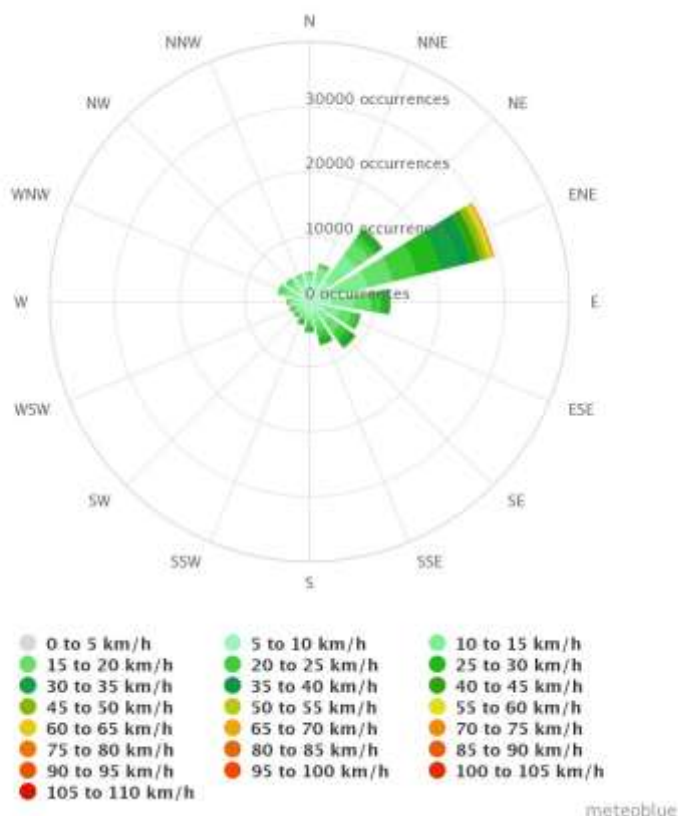 N
NNW
NNE
30000 occurrences
NW
NE
20000 occurrences
WNW
ENE
10000 occurrences
0 occurrences
W
E
WSW
ESE
SW
SE
SSW
SSE
S
0 to 5 km/h
5 to 10 km/h
10 to 15 km/h
15 to 20 km/h
20 to 25 km/h
25 to 30 km/h
30 to 35 km/h
35 to 40 km/h
40 to 45 km/h
45 to 50 km/h
50 to 55 km/h
55 to 60 km/h
60 to 65 km/h
65 to 70 km/h
70 to 75 km/h
75 to 80 km/h
80 to 85 km/h
85 to 90 km/h
90 to 95 km/h
95 to 100 km/h
100 to 105 km/h
105 to 110 km/h
meteoblue